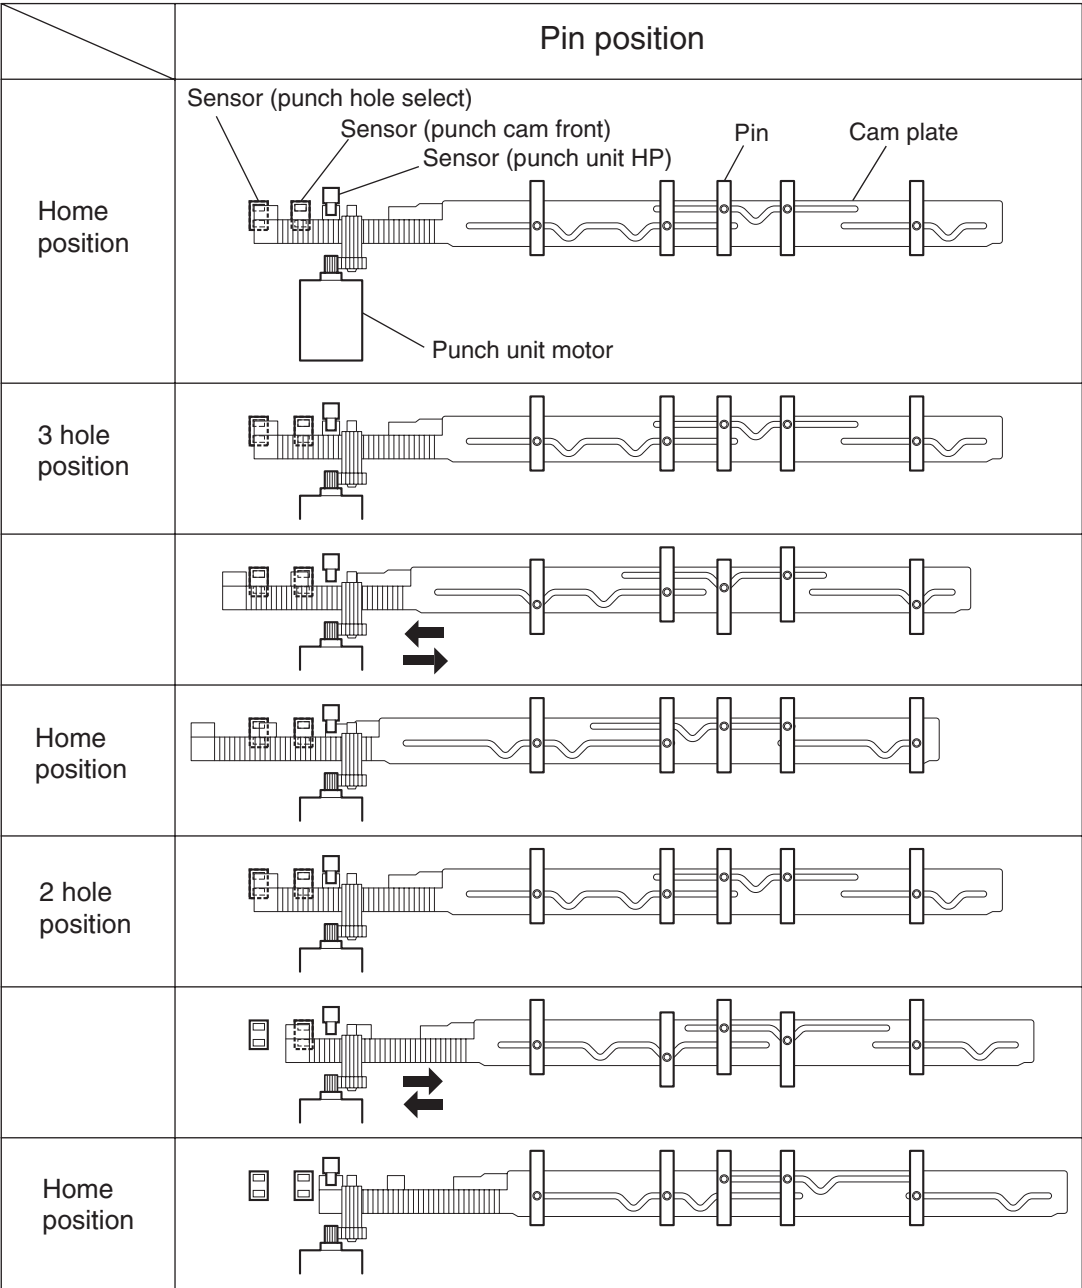 Pin position
Sensor (punch hole select)
Sensor (punch cam front)
Sensor (punch unit HP)
Pin
Cam plate
Home
position
Punch unit motor
3 hole
position
Home
position
2 hole
position
Home
position